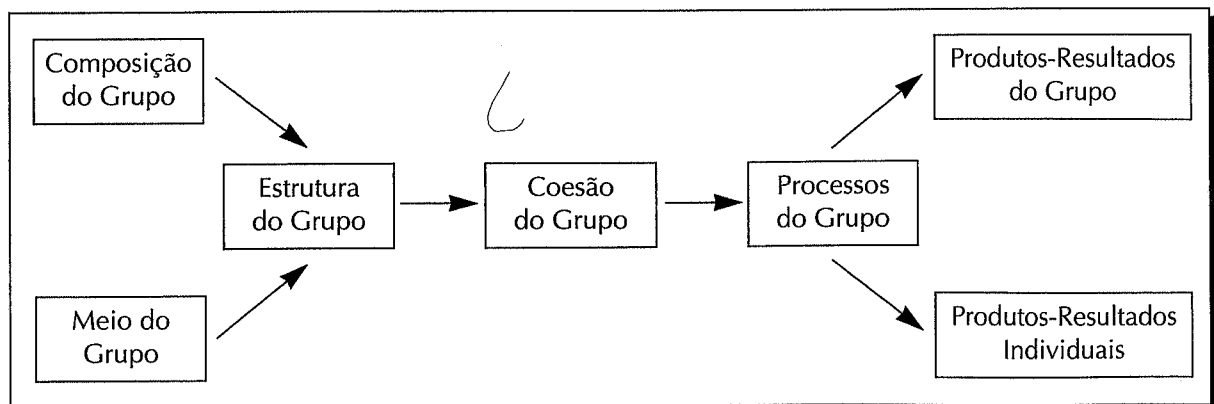 Composição
do Grupo
Meio do
Grupo
Estrutura
do Grupo
Coesão
do Grupo
Processos
do Grupo
Produtos-Resultados
do Grupo
Produtos-Resultados
Individuais